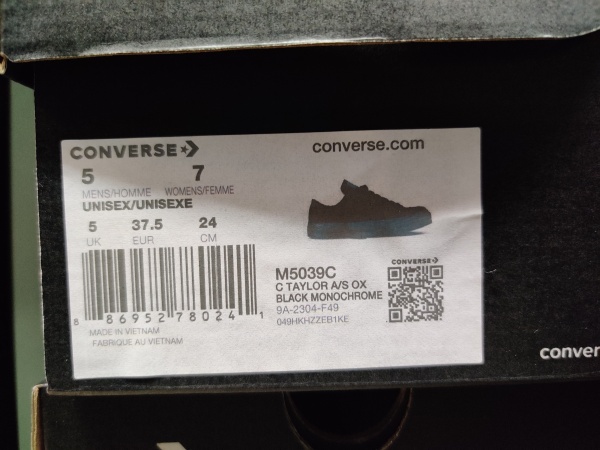 CONVERSE
converse.com
5 7
MENS/HOMME WOMENS/FEMME
UNISEX/UNISEXE
5 37.5 24
UK EUR CM
8 86952 78024 1
MADE IN VIETNAM
FABRIQUE AU VIETNAM
M5039C
C TAYLOR A/S OX
BLACK MONOCHROME
9A-2304-F49
049HKHZZEB1KE
CONVERSE
conver